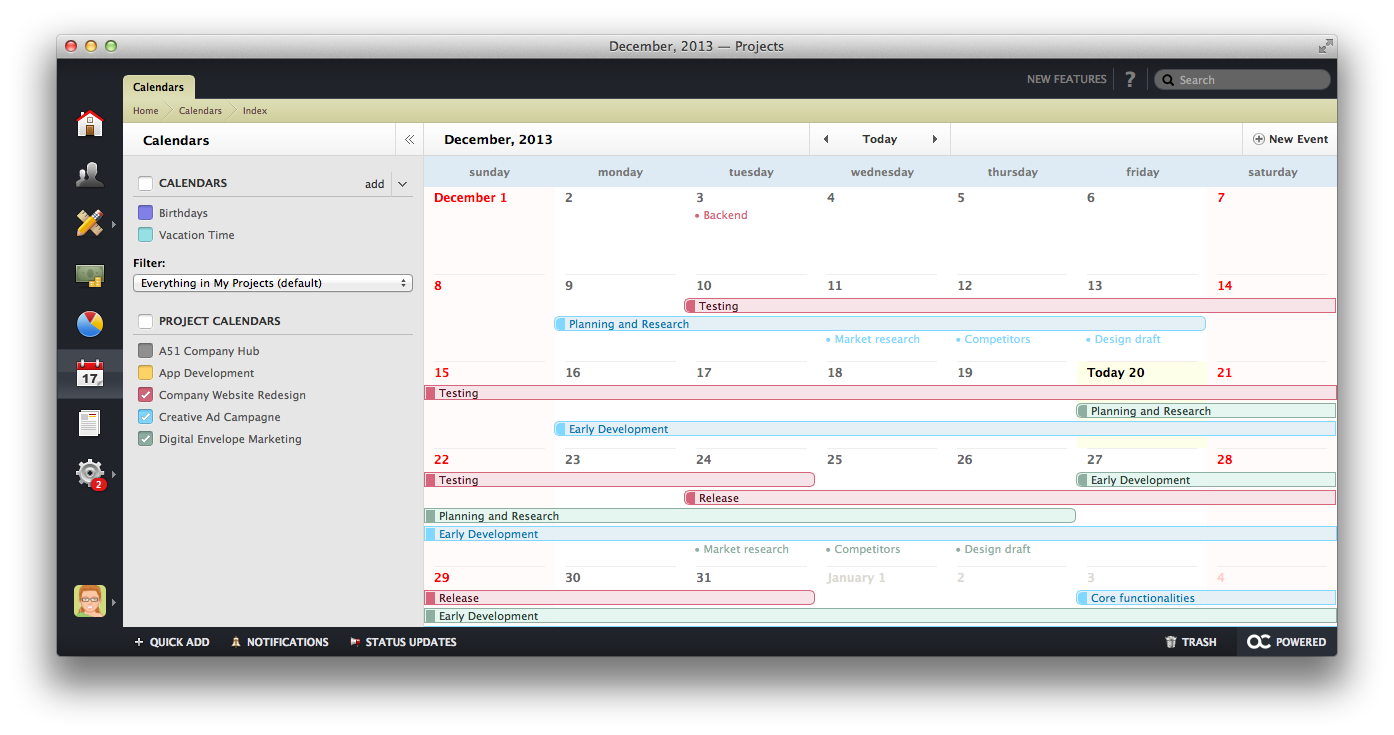 December, 2013 — Projects
Calendars
NEW FEATURES
?
Search
Home Calendars Index
Calendars
December, 2013
Today
New Event
CALENDARS
add
Birthdays
Vacation Time
Filter:
Everything in My Projects (default)
PROJECT CALENDARS
A51 Company Hub
App Development
Company Website Redesign
Creative Ad Campagne
Digital Envelope Marketing
17
2
sunday monday tuesday wednesday thursday friday saturday
December 1 2 3 4 5 6 7
• Backend
8 9 10 11 12 13 14
Testing
Planning and Research
• Market research • Competitors • Design draft
15 16 17 18 19 Today 20 21
Testing
Planning and Research
Early Development
22 23 24 25 26 27 28
Testing Early Development
Release
Planning and Research
Early Development
• Market research • Competitors • Design draft
29 30 31 January 1 2 3 4
Release Core functionalities
Early Development
+ QUICK ADD NOTIFICATIONS STATUS UPDATES
TRASH
OC POWERED